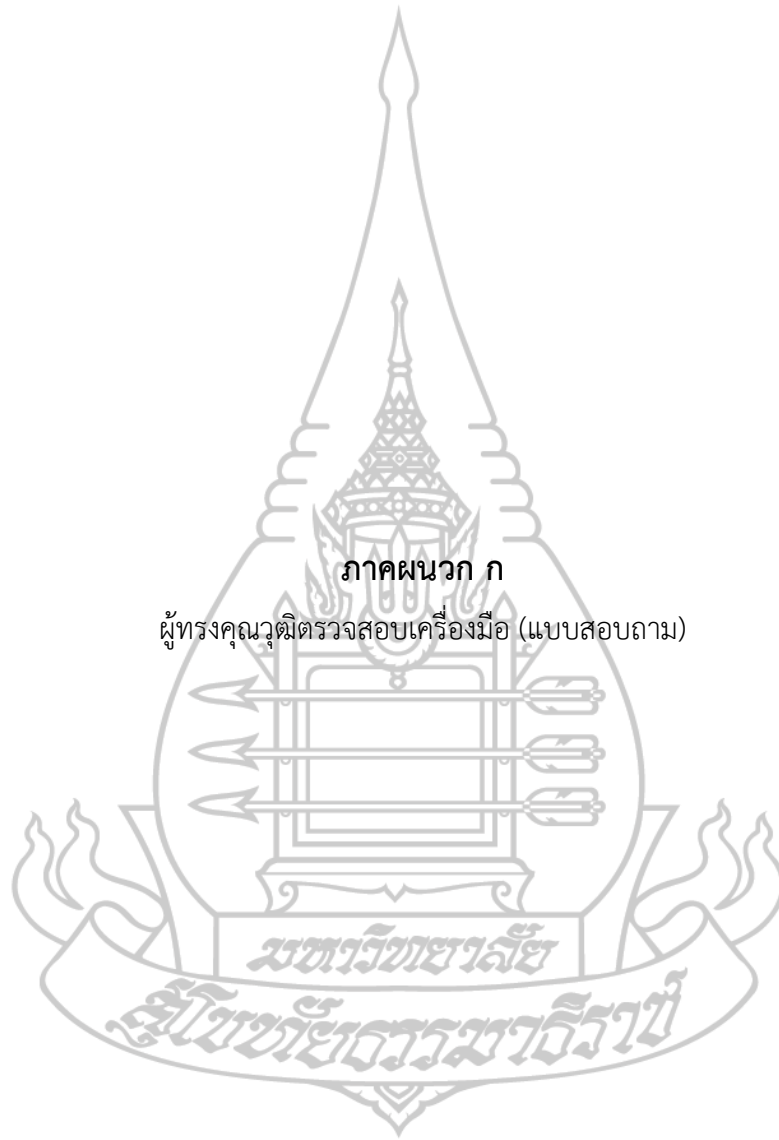 ภาคผนวก ก
ผู้ทรงคุณวุฒิตรวจสอบเครื่องมือ (แบบสอบถาม)
มหาวิทยาลัย
สุโขทัยธรรมาธิราช